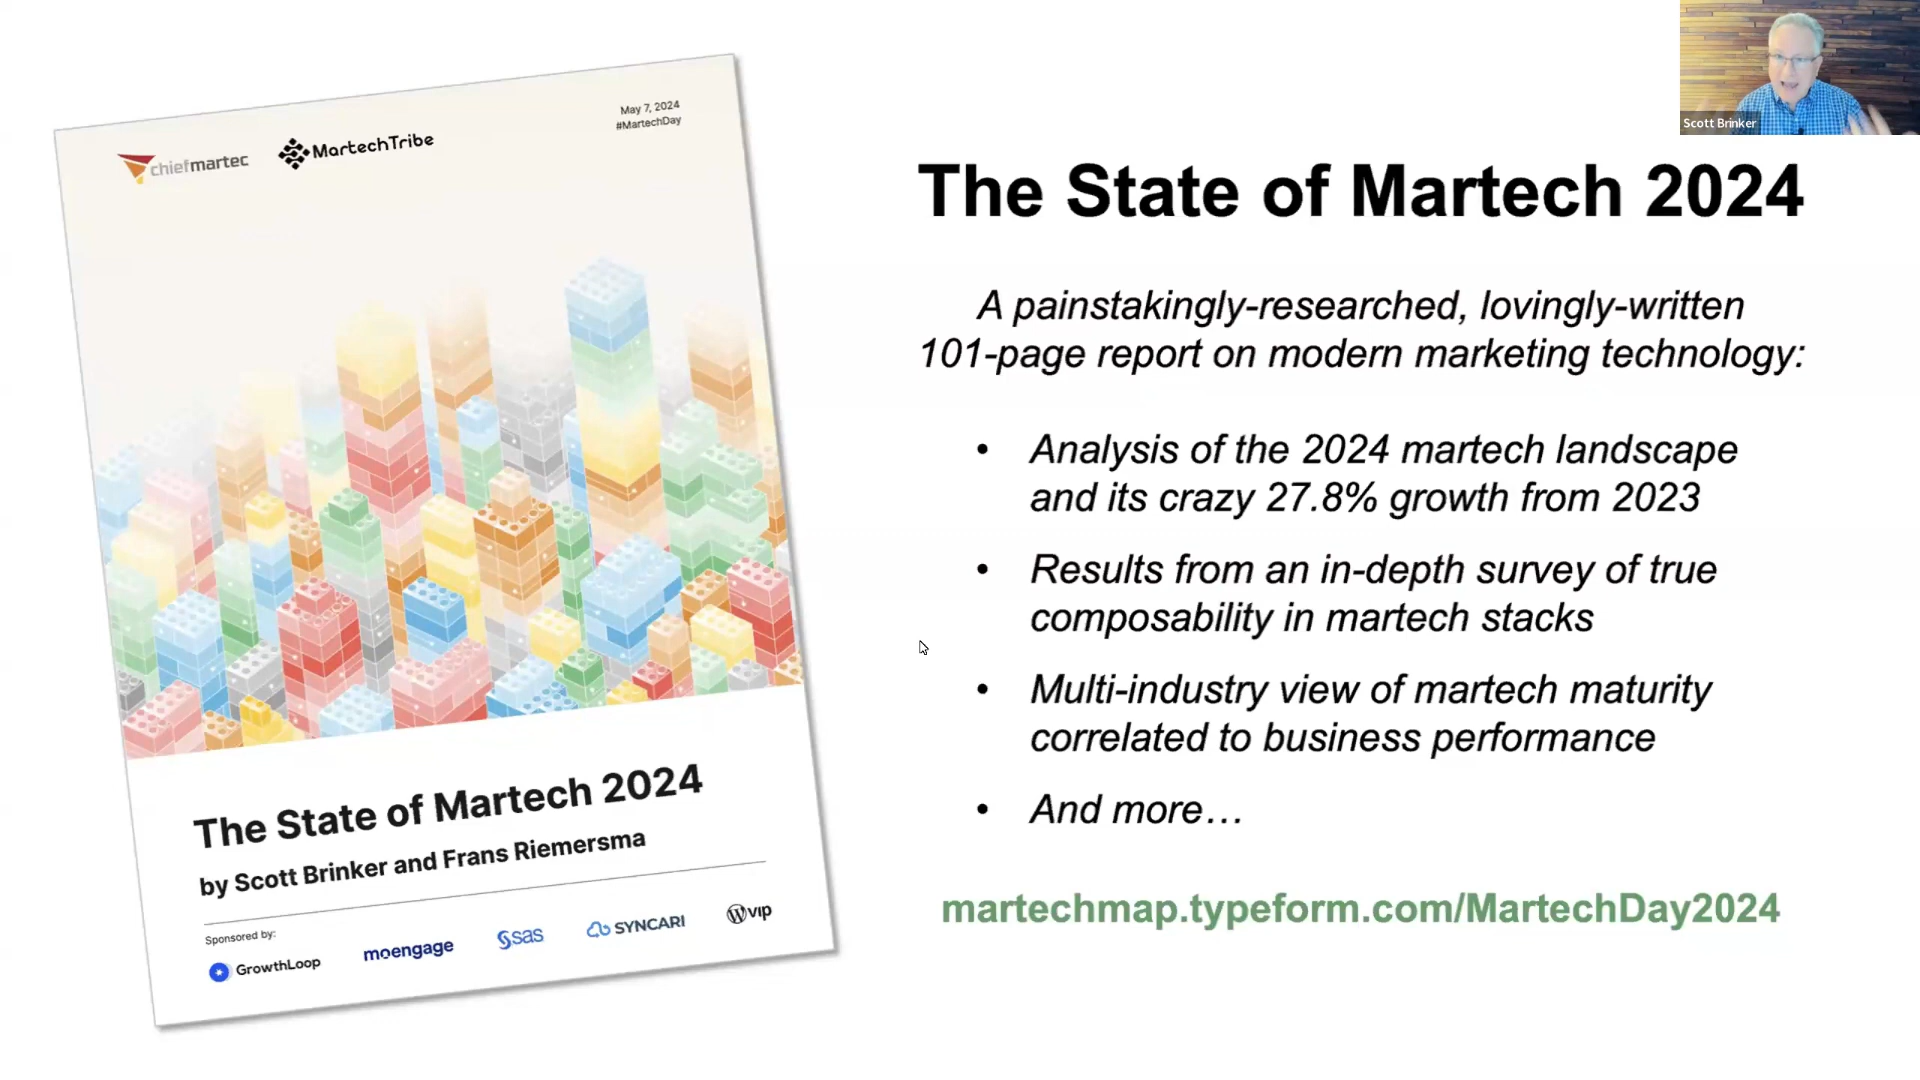 Scott Brinker
chiefmartec
MartechTribe
May 7, 2024
#MartechDay
The State of Martech 2024
by Scott Brinker and Frans Riemersma
Sponsored by:
GrowthLoop
moengage
sas
SYNCARI
vip
The State of Martech 2024
A painstakingly-researched, lovingly-written
101-page report on modern marketing technology:
• Analysis of the 2024 martech landscape
and its crazy 27.8% growth from 2023
• Results from an in-depth survey of true
composability in martech stacks
• Multi-industry view of martech maturity
correlated to business performance
• And more…
martechmap.typeform.com/MartechDay2024